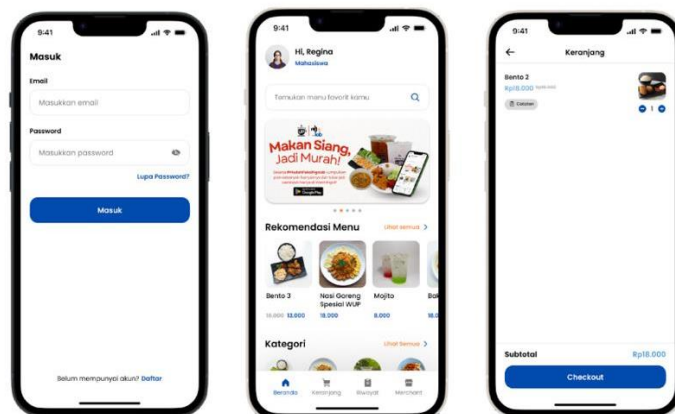 9:41
Masuk
Email
Masukkan email
Password
Masukkan password
Lupa Password?
Masuk
Belum mempunyai akun? Daftar
9:41
Hi, Regina
Mahasiswa
Temukan menu favorit kamu
Makan Siang,
Jadi Murah!
Google Play
Rekomendasi Menu
Lihat Semua >
Bento 3
13.000
Nasi Goreng
Spesial WUP
18.000
Mojito
8.000
Kategori
Lihat Semua >
Beranda
Keranjang
Riwayat
Merchant
9:41
Keranjang
Bento 2
Rp18.000
Catatan
1
Subtotal
Rp18.000
Checkout